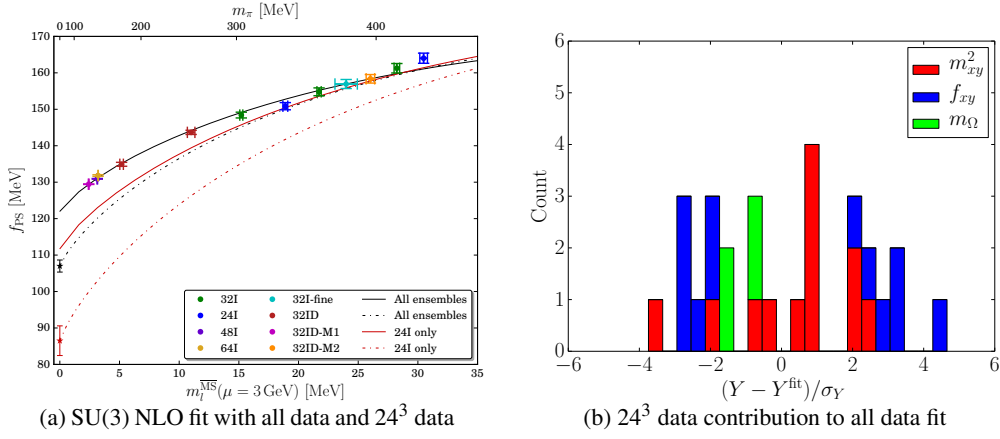 m_π [MeV]
0 100 200 300 400
170
160
150
140
130
120
110
100
90
80
f_PS [MeV]
32I 32I-fine All ensembles
24I 32ID All ensembles
48I 32ID-M1 24I only
64I 32ID-M2 24I only
0 5 10 15 20 25 30 35
m_l^{\overline{MS}}(μ = 3 GeV) [MeV]
(a) SU(3) NLO fit with all data and 24³ data
6
5
4
3
2
1
0
Count
m²_xy
f_xy
m_Ω
−6 −4 −2 0 2 4 6
(Y − Y^fit)/σ_Y
(b) 24³ data contribution to all data fit